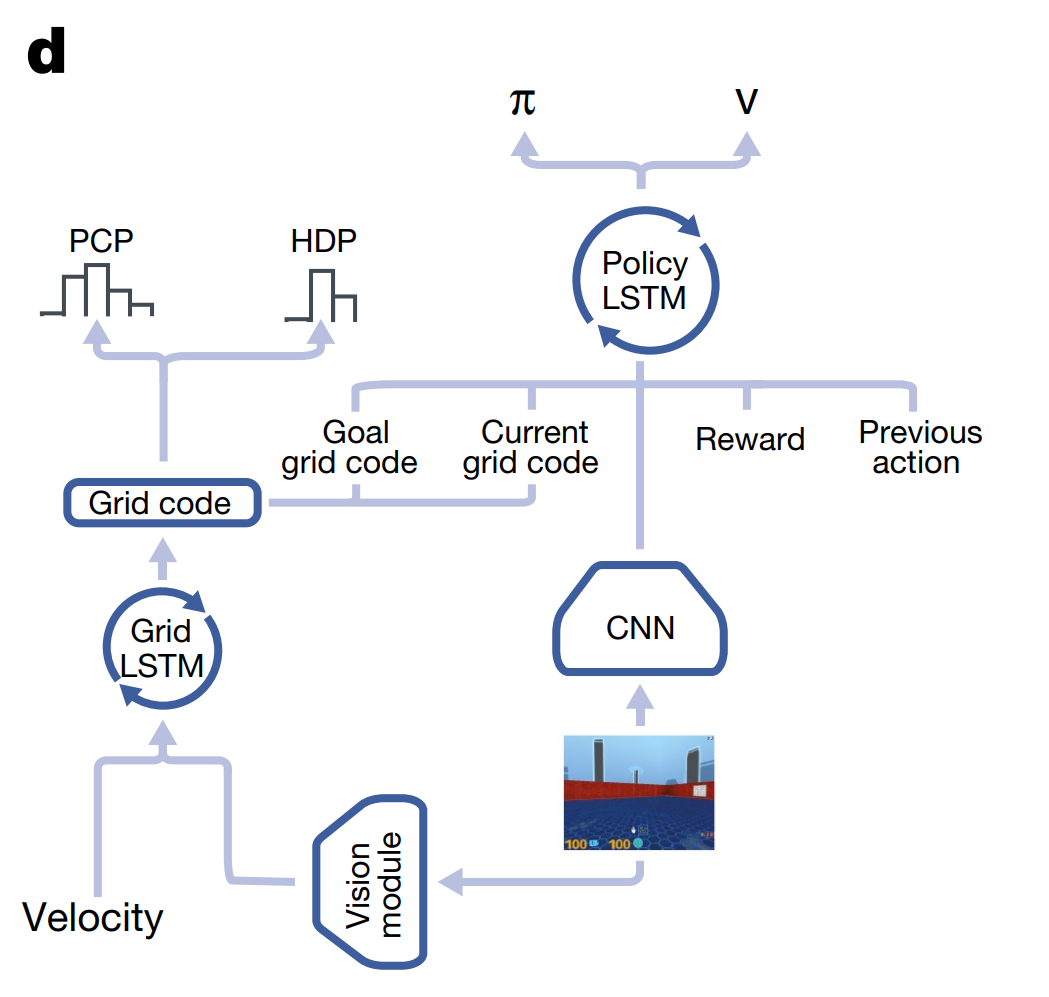 d
π
V
PCP
HDP
Policy
LSTM
Goal
grid code
Current
grid code
Reward
Previous
action
Grid code
Grid
LSTM
CNN
100
100
Vision
module
Velocity